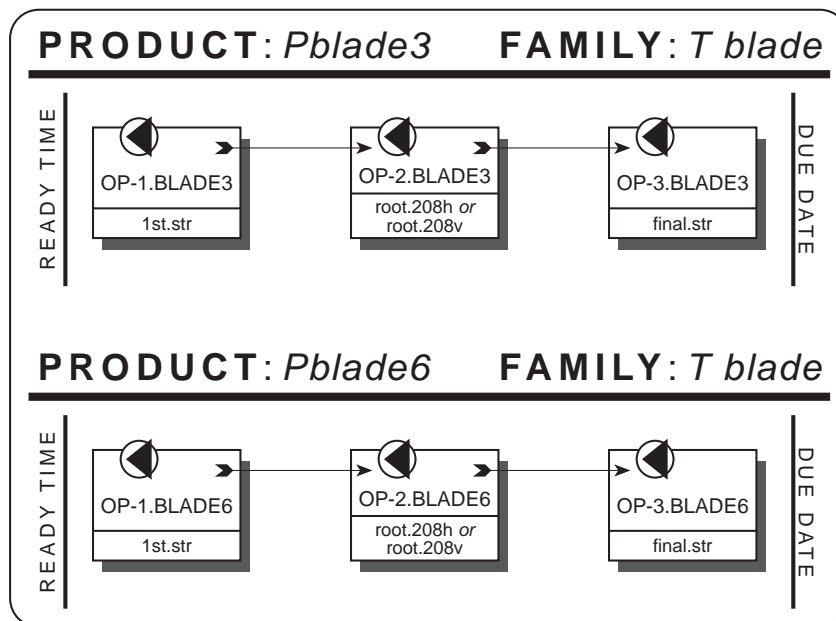 PRODUCT: Pblade3 FAMILY: T blade
READY TIME
OP-1.BLADE3
1st.str
OP-2.BLADE3
root.208h or
root.208v
OP-3.BLADE3
final.str
DUE DATE
PRODUCT: Pblade6 FAMILY: T blade
READY TIME
OP-1.BLADE6
1st.str
OP-2.BLADE6
root.208h or
root.208v
OP-3.BLADE6
final.str
DUE DATE